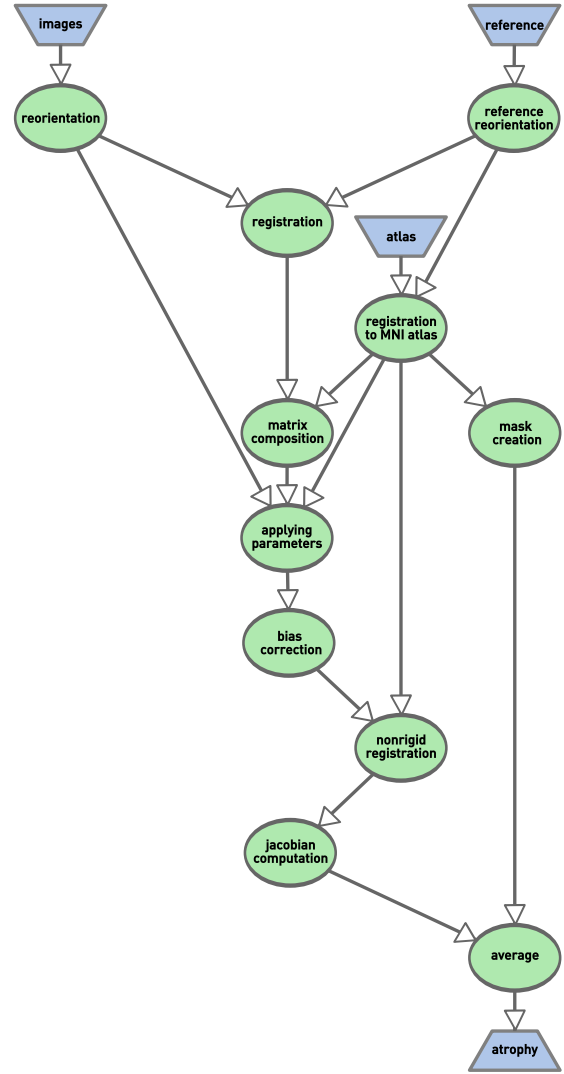 images
reference
reorientation
reference
reorientation
registration
atlas
registration
to MNI atlas
matrix
composition
mask
creation
applying
parameters
bias
correction
nonrigid
registration
jacobian
computation
average
atrophy